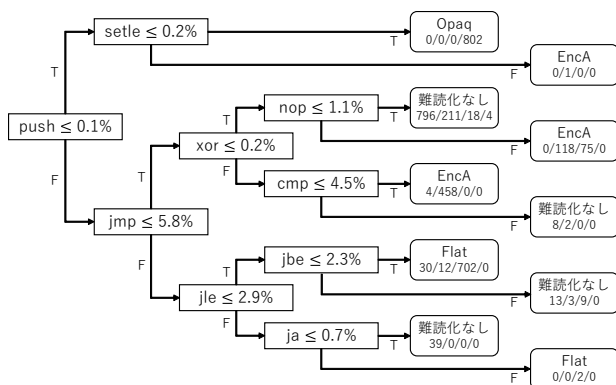 setle ≤ 0.2%
T
Opaq
0/0/0/802
F
EncA
0/1/0/0
T
push ≤ 0.1%
F
nop ≤ 1.1%
T
難読化なし
796/211/18/4
F
EncA
0/118/75/0
T
xor ≤ 0.2%
F
cmp ≤ 4.5%
T
EncA
4/458/0/0
F
難読化なし
8/2/0/0
T
jmp ≤ 5.8%
F
jbe ≤ 2.3%
T
Flat
30/12/702/0
F
難読化なし
13/3/9/0
T
jle ≤ 2.9%
F
ja ≤ 0.7%
T
難読化なし
39/0/0/0
F
Flat
0/0/2/0